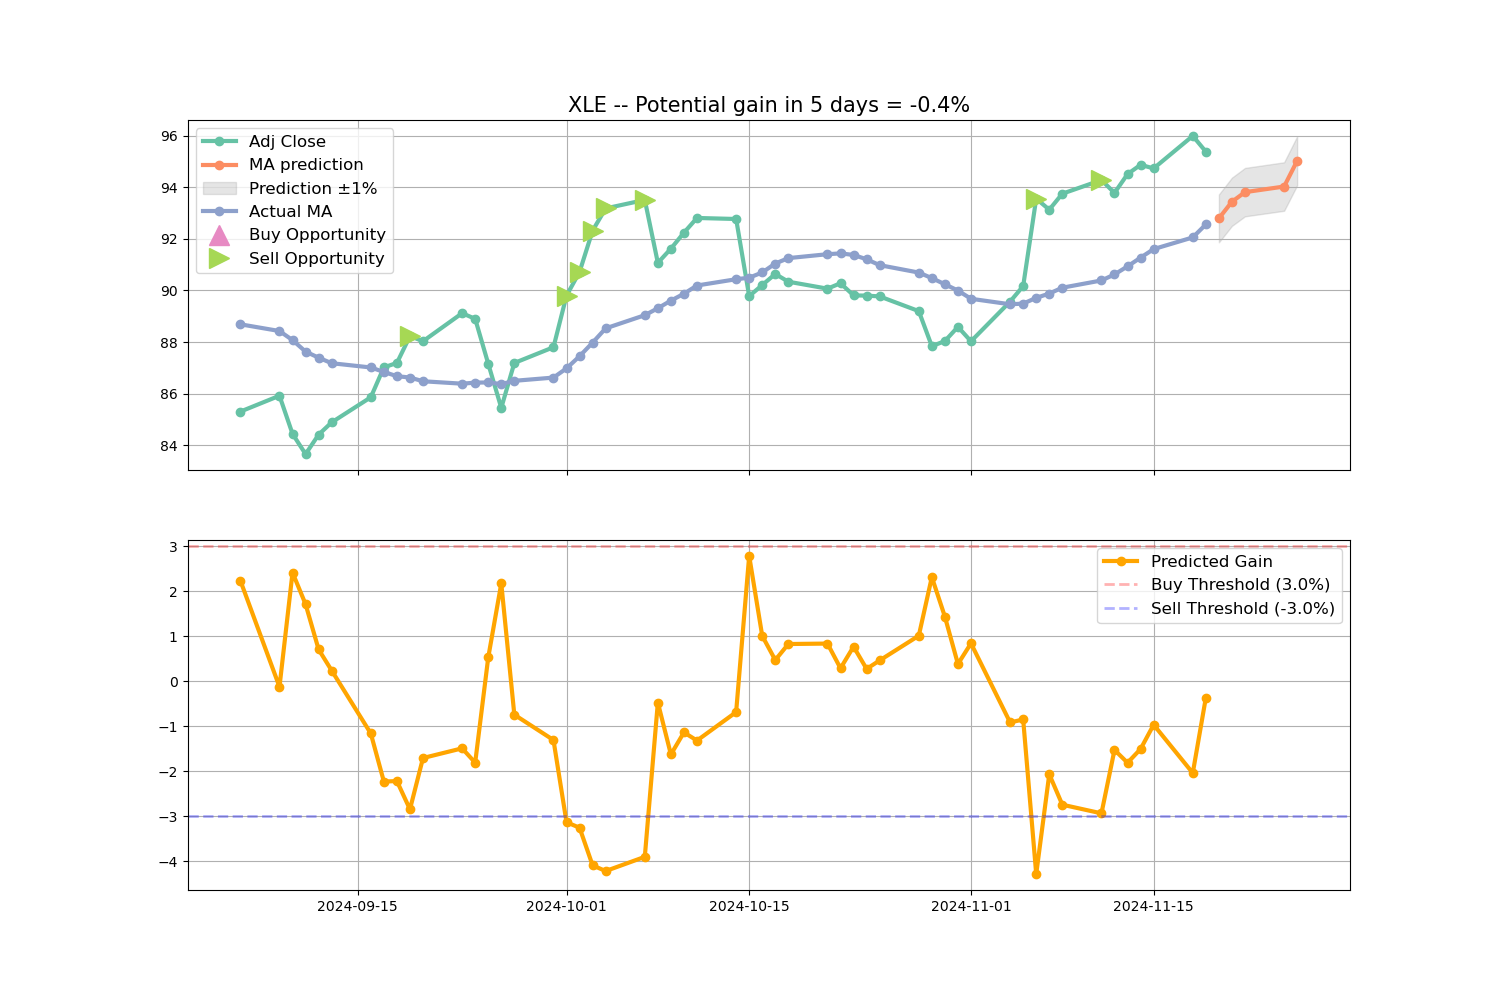 XLE -- Potential gain in 5 days = -0.4%
96
94
92
90
88
86
84
Adj Close
MA prediction
Prediction ±1%
Actual MA
Buy Opportunity
Sell Opportunity
3
2
1
0
−1
−2
−3
−4
Predicted Gain
Buy Threshold (3.0%)
Sell Threshold (-3.0%)
2024-09-15
2024-10-01
2024-10-15
2024-11-01
2024-11-15